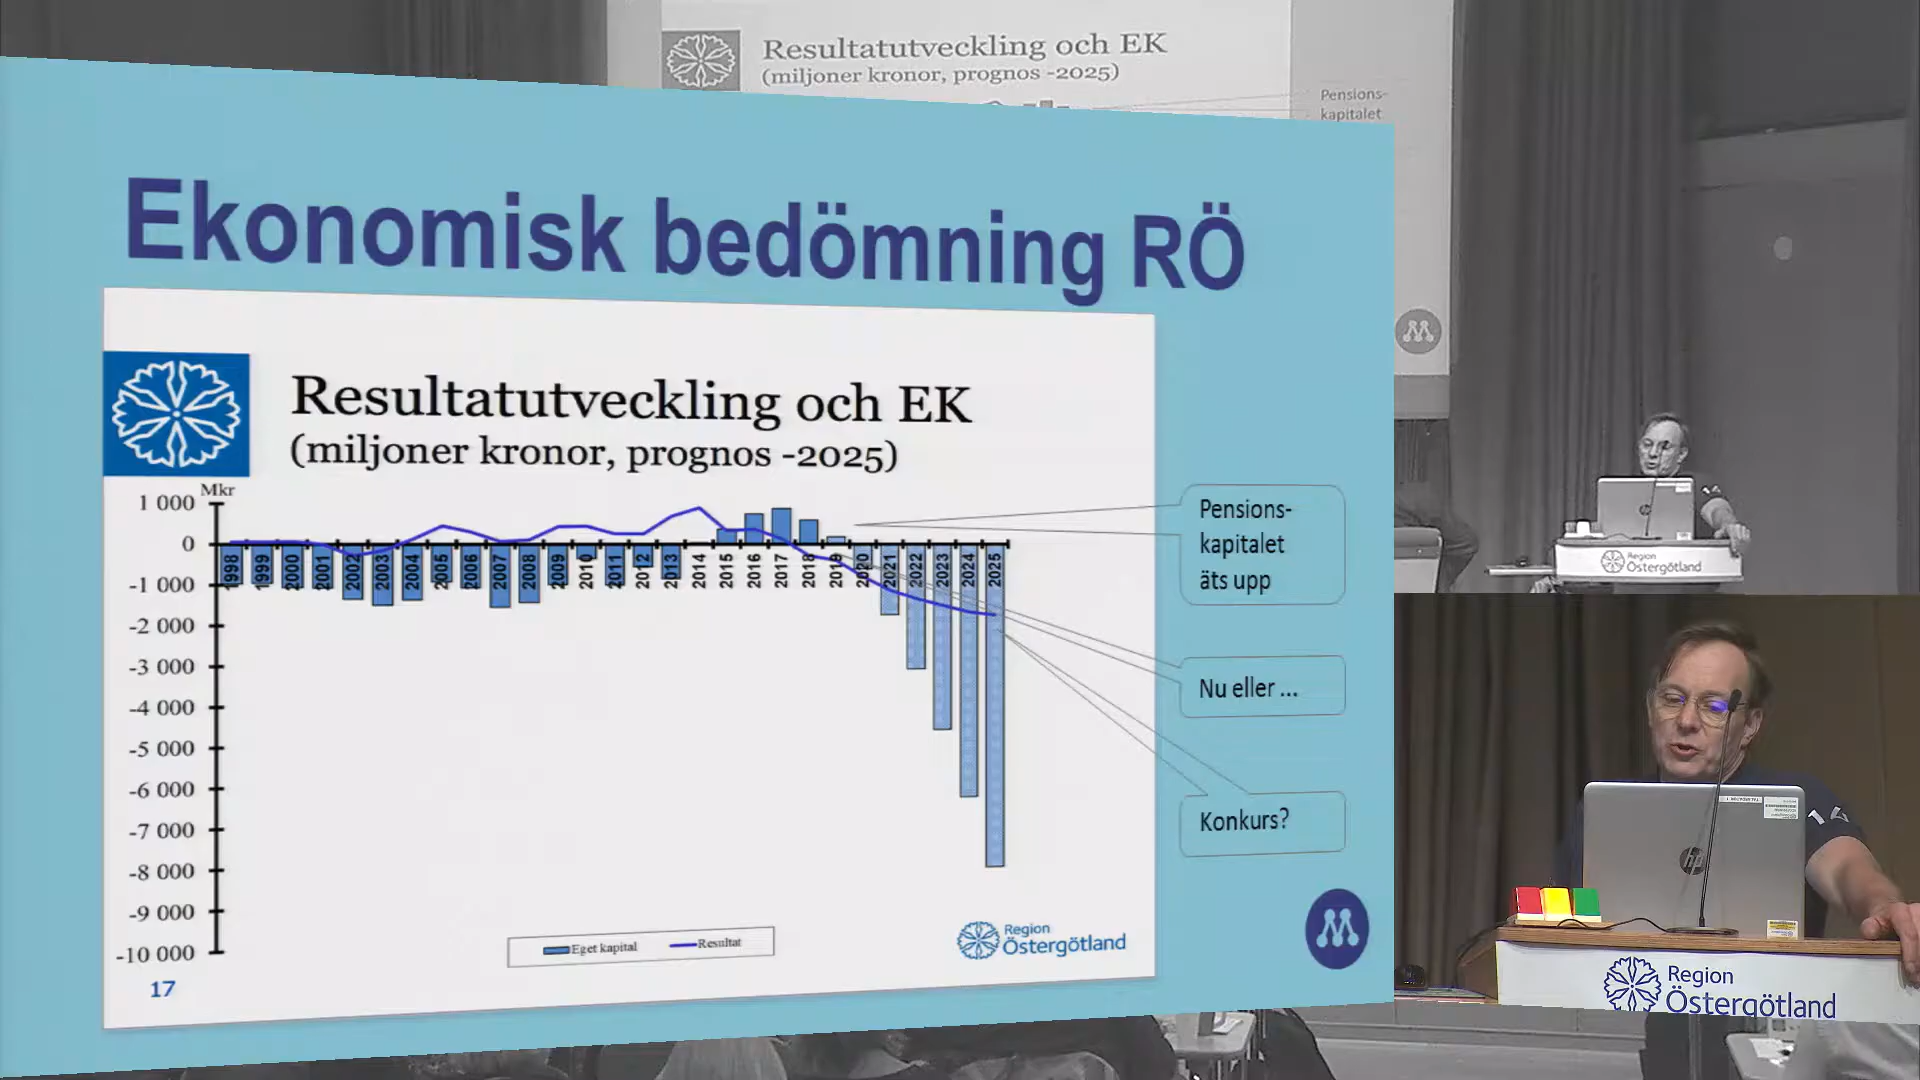 Resultatutveckling och EK
(miljoner kronor, prognos -2025)
Pensions-
kapitalet
Ekonomisk bedömning RÖ
Resultatutveckling och EK
(miljoner kronor, prognos -2025)
Mkr
1 000
0
-1 000
-2 000
-3 000
-4 000
-5 000
-6 000
-7 000
-8 000
-9 000
-10 000
1998
1999
2000
2001
2002
2003
2004
2005
2006
2007
2008
2009
2010
2011
2012
2013
2014
2015
2016
2017
2018
2019
2020
2021
2022
2023
2024
2025
Pensions-
kapitalet
äts upp
Nu eller ...
Konkurs?
Eget kapital
Resultat
Region
Östergötland
17
Region
Östergötland
hp
Region
Östergötland